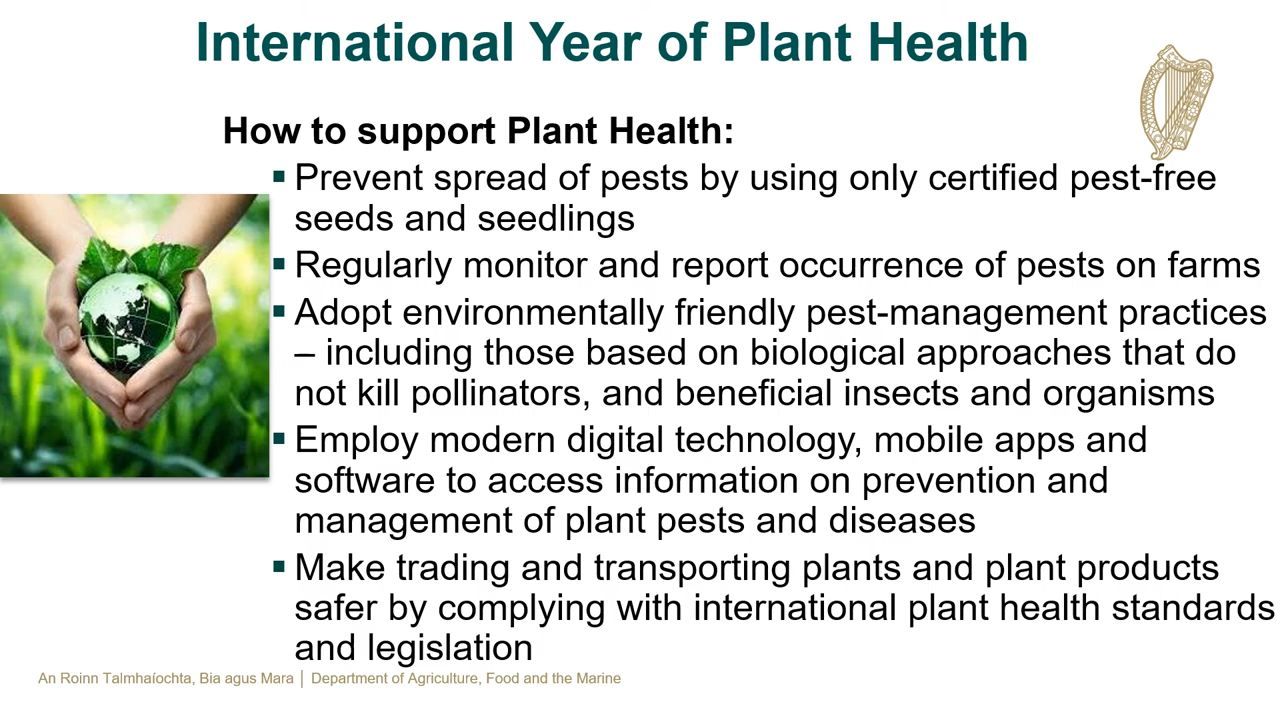 International Year of Plant Health
How to support Plant Health:
▪ Prevent spread of pests by using only certified pest-free
seeds and seedlings
▪ Regularly monitor and report occurrence of pests on farms
▪ Adopt environmentally friendly pest-management practices
– including those based on biological approaches that do
not kill pollinators, and beneficial insects and organisms
▪ Employ modern digital technology, mobile apps and
software to access information on prevention and
management of plant pests and diseases
▪ Make trading and transporting plants and plant products
safer by complying with international plant health standards
and legislation
An Roinn Talmhaíochta, Bia agus Mara │ Department of Agriculture, Food and the Marine